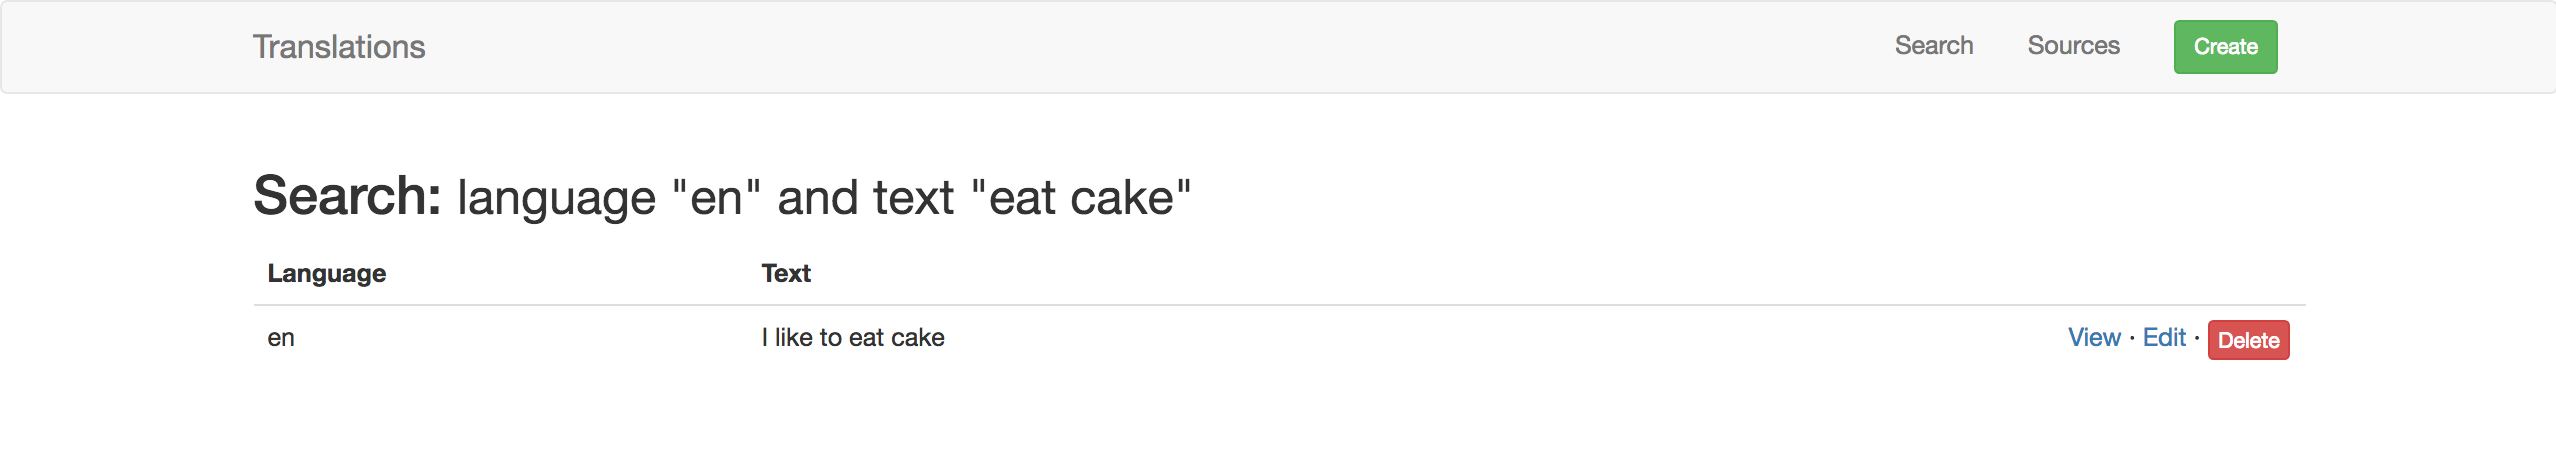 Translations Search Sources Create
Search: language "en" and text "eat cake"
Language Text
en I like to eat cake View · Edit · Delete